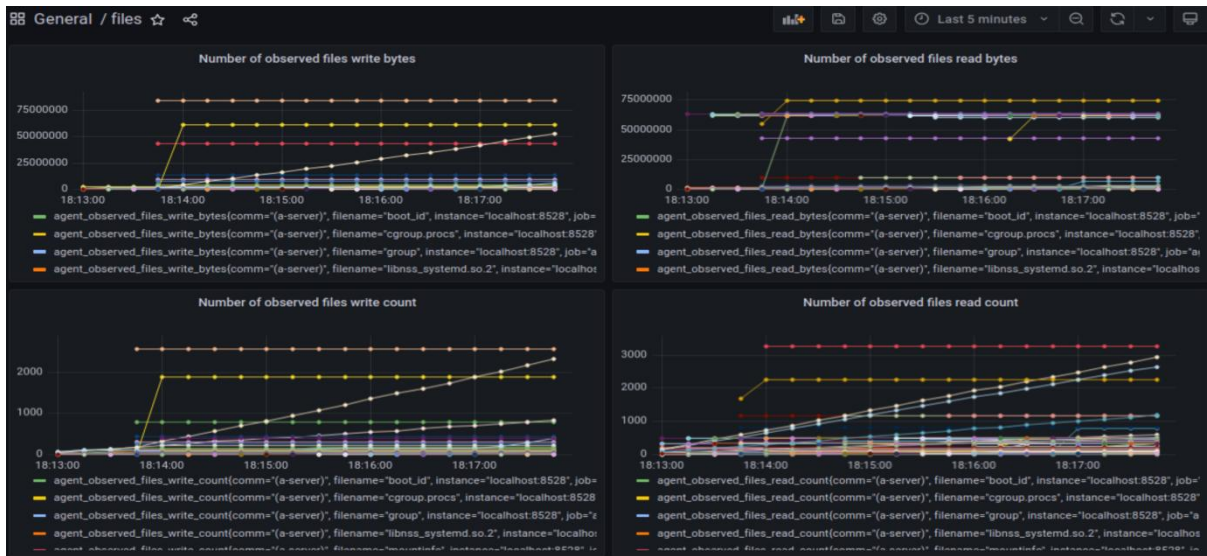 General / files
Last 5 minutes
Number of observed files write bytes
75000000
50000000
25000000
0
18:13:00 18:14:00 18:15:00 18:16:00 18:17:00
agent_observed_files_write_bytes{comm="(a-server)", filename="boot_id", instance="localhost:8528", job=
agent_observed_files_write_bytes{comm="(a-server)", filename="cgroup.procs", instance="localhost:8528"
agent_observed_files_write_bytes{comm="(a-server)", filename="group", instance="localhost:8528", job="a
agent_observed_files_write_bytes{comm="(a-server)", filename="libnss_systemd.so.2", instance="localhos
Number of observed files read bytes
75000000
50000000
25000000
0
18:13:00 18:14:00 18:15:00 18:16:00 18:17:00
agent_observed_files_read_bytes{comm="(a-server)", filename="boot_id", instance="localhost:8528", job="
agent_observed_files_read_bytes{comm="(a-server)", filename="cgroup.procs", instance="localhost:8528",
agent_observed_files_read_bytes{comm="(a-server)", filename="group", instance="localhost:8528", job="a
agent_observed_files_read_bytes{comm="(a-server)", filename="libnss_systemd.so.2", instance="localhos
Number of observed files write count
2000
1000
0
18:13:00 18:14:00 18:15:00 18:16:00 18:17:00
agent_observed_files_write_count{comm="(a-server)", filename="boot_id", instance="localhost:8528", job=
agent_observed_files_write_count{comm="(a-server)", filename="cgroup.procs", instance="localhost:8528
agent_observed_files_write_count{comm="(a-server)", filename="group", instance="localhost:8528", job="a
agent_observed_files_write_count{comm="(a-server)", filename="libnss_systemd.so.2", instance="localhos
Number of observed files read count
3000
2000
1000
0
18:13:00 18:14:00 18:15:00 18:16:00 18:17:00
agent_observed_files_read_count{comm="(a-server)", filename="boot_id", instance="localhost:8528", job="
agent_observed_files_read_count{comm="(a-server)", filename="cgroup.procs", instance="localhost:8528"
agent_observed_files_read_count{comm="(a-server)", filename="group", instance="localhost:8528", job="a
agent_observed_files_read_count{comm="(a-server)", filename="libnss_systemd.so.2", instance="localhos